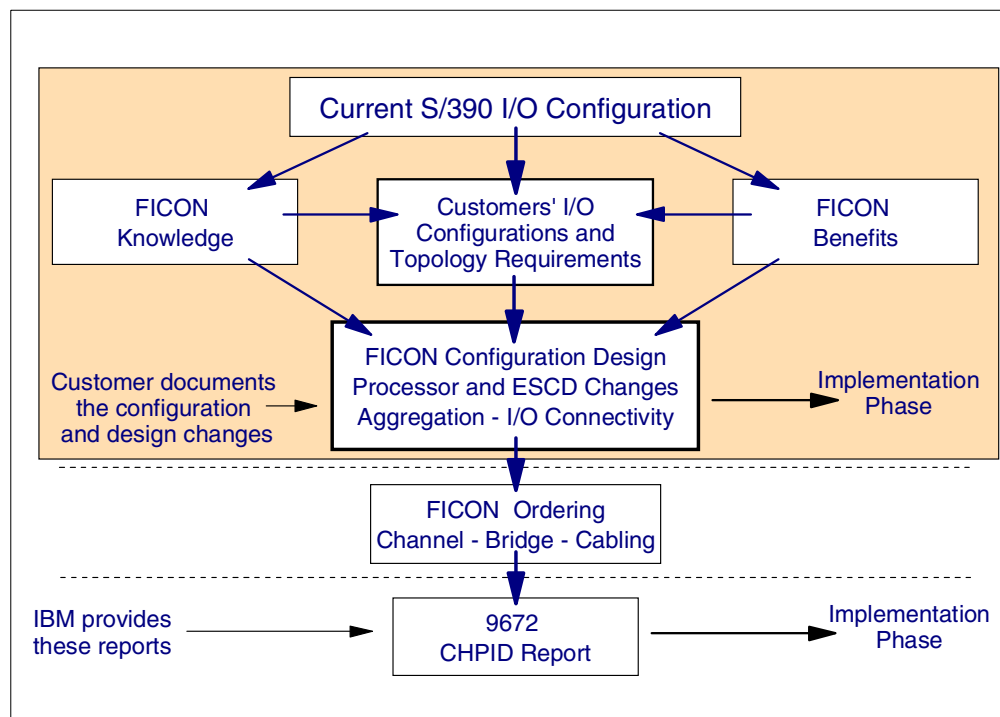 Current S/390 I/O Configuration
FICON
Knowledge
Customers' I/O
Configurations and
Topology Requirements
FICON
Benefits
FICON Configuration Design
Processor and ESCD Changes
Aggregation - I/O Connectivity
Customer documents
the configuration
and design changes
Implementation
Phase
FICON Ordering
Channel - Bridge - Cabling
IBM provides
these reports
9672
CHPID Report
Implementation
Phase